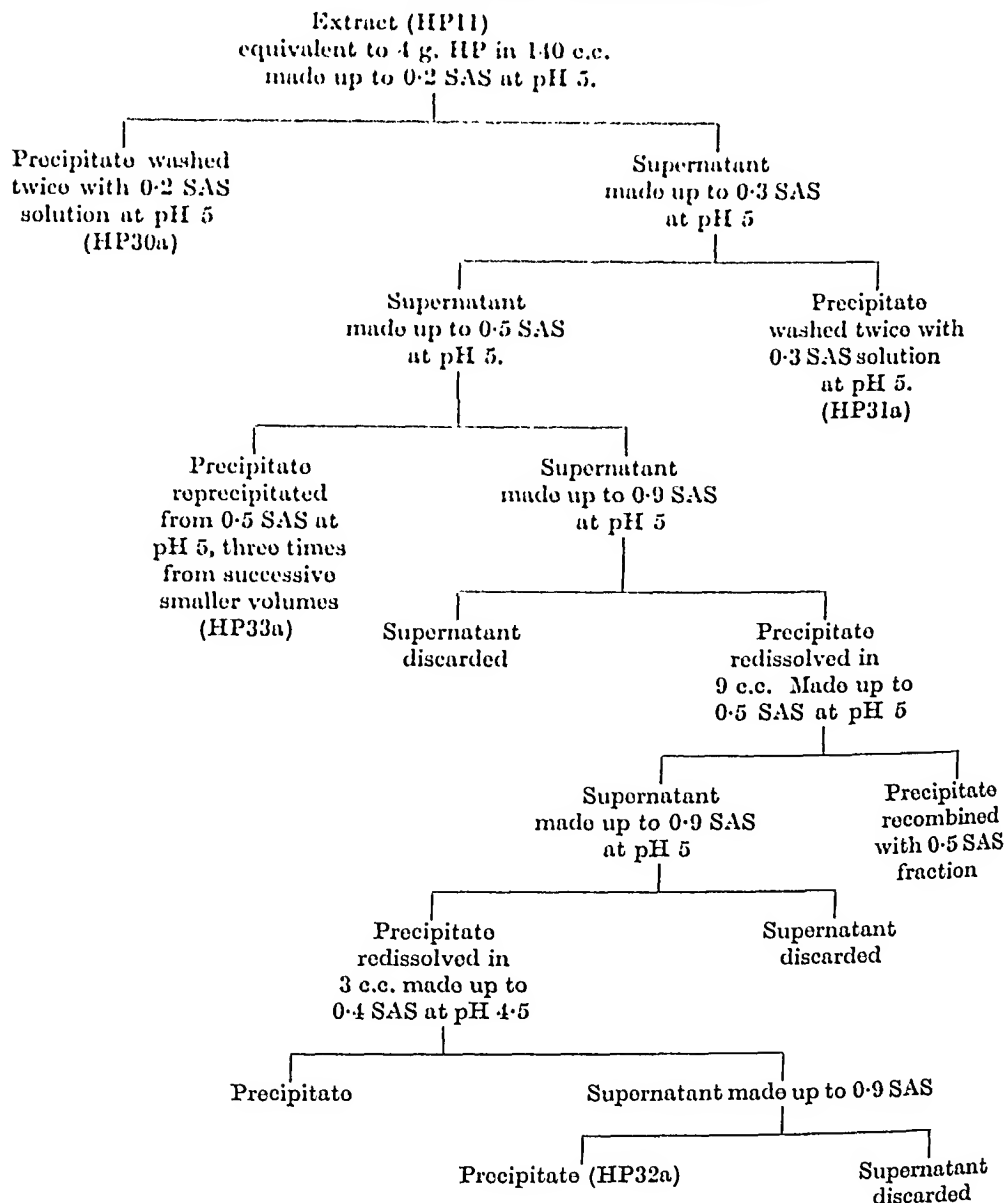 Extract (HP11)
equivalent to 4 g. HP in 140 c.c.
made up to 0·2 SAS at pH 5.
Precipitate washed
twice with 0·2 SAS
solution at pH 5
(HP30a)
Supernatant
made up to 0·3 SAS
at pH 5
Supernatant
made up to 0·5 SAS
at pH 5.
Precipitate
washed twice with
0·3 SAS solution
at pH 5.
(HP31a)
Precipitate
reprecipitated
from 0·5 SAS at
pH 5, three times
from successive
smaller volumes
(HP33a)
Supernatant
made up to 0·9 SAS
at pH 5
Supernatant
discarded
Precipitate
redissolved in
9 c.c. Made up to
0·5 SAS at pH 5
Supernatant
made up to 0·9 SAS
at pH 5
Precipitate
recombined
with 0·5 SAS
fraction
Precipitate
redissolved in
3 c.c. made up to
0·4 SAS at pH 4·5
Supernatant
discarded
Precipitate
Supernatant made up to 0·9 SAS
Precipitate (HP32a)
Supernatant
discarded